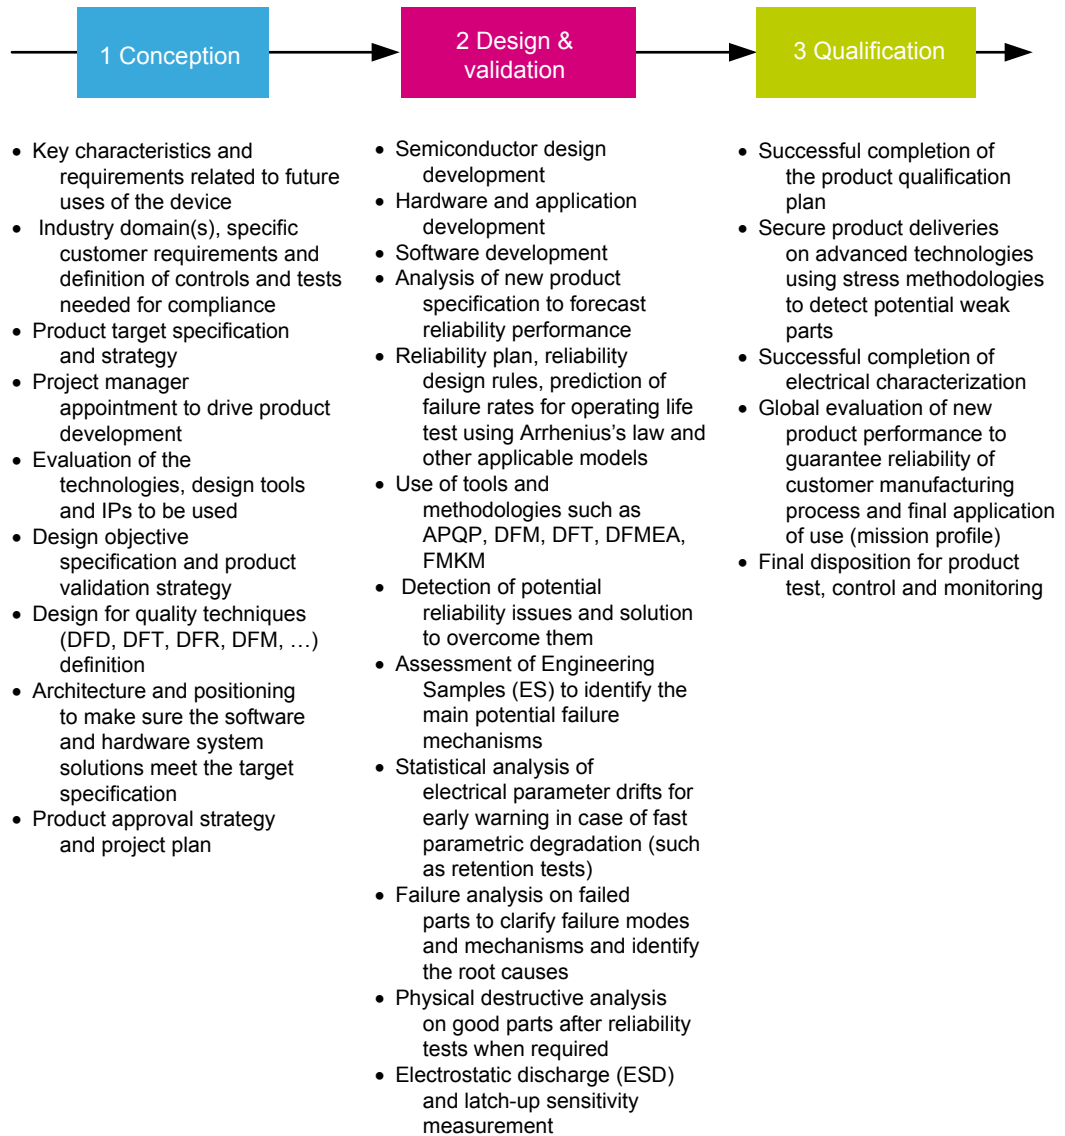 1 Conception
2 Design &
validation
3 Qualification
• Key characteristics and
requirements related to future
uses of the device
• Industry domain(s), specific
customer requirements and
definition of controls and tests
needed for compliance
• Product target specification
and strategy
• Project manager
appointment to drive product
development
• Evaluation of the
technologies, design tools
and IPs to be used
• Design objective
specification and product
validation strategy
• Design for quality techniques
(DFD, DFT, DFR, DFM, …)
definition
• Architecture and positioning
to make sure the software
and hardware system
solutions meet the target
specification
• Product approval strategy
and project plan
• Semiconductor design
development
• Hardware and application
development
• Software development
• Analysis of new product
specification to forecast
reliability performance
• Reliability plan, reliability
design rules, prediction of
failure rates for operating life
test using Arrhenius's law and
other applicable models
• Use of tools and
methodologies such as
APQP, DFM, DFT, DFMEA,
FMKM
• Detection of potential
reliability issues and solution
to overcome them
• Assessment of Engineering
Samples (ES) to identify the
main potential failure
mechanisms
• Statistical analysis of
electrical parameter drifts for
early warning in case of fast
parametric degradation (such
as retention tests)
• Failure analysis on failed
parts to clarify failure modes
and mechanisms and identify
the root causes
• Physical destructive analysis
on good parts after reliability
tests when required
• Electrostatic discharge (ESD)
and latch-up sensitivity
measurement
• Successful completion of
the product qualification
plan
• Secure product deliveries
on advanced technologies
using stress methodologies
to detect potential weak
parts
• Successful completion of
electrical characterization
• Global evaluation of new
product performance to
guarantee reliability of
customer manufacturing
process and final application
of use (mission profile)
• Final disposition for product
test, control and monitoring